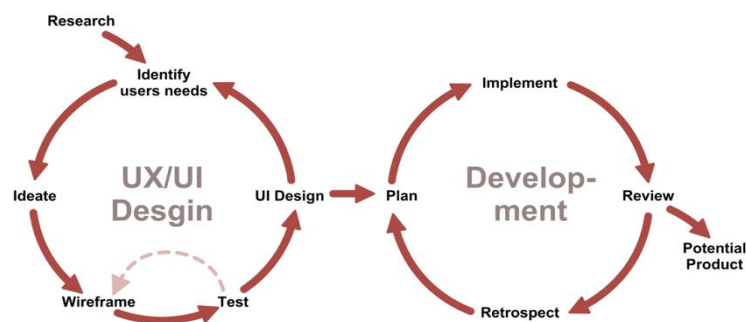 Research
Identify
users needs
Ideate
UX/UI
Desgin
UI Design
Wireframe
Test
Implement
Plan
Develop-
ment
Review
Potential
Product
Retrospect